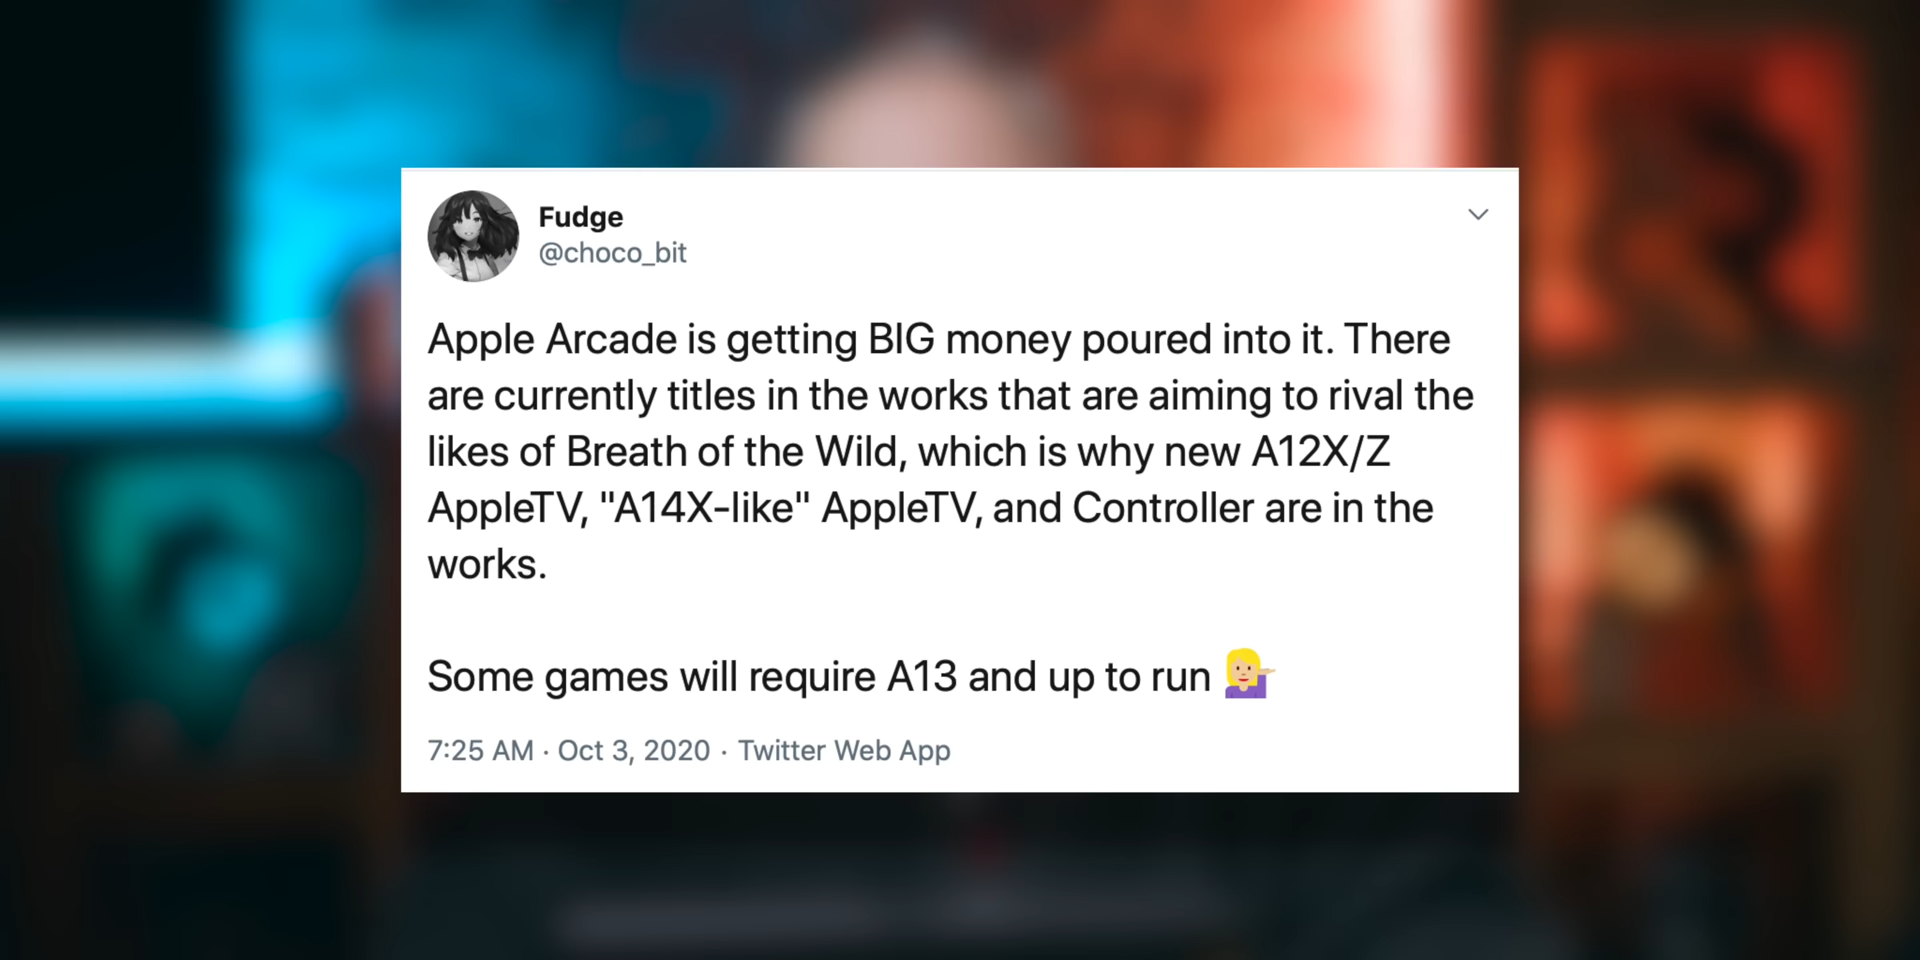 Fudge
@choco_bit
Apple Arcade is getting BIG money poured into it. There
are currently titles in the works that are aiming to rival the
likes of Breath of the Wild, which is why new A12X/Z
AppleTV, "A14X-like" AppleTV, and Controller are in the
works.
Some games will require A13 and up to run 💁🏼‍♀️
7:25 AM · Oct 3, 2020 · Twitter Web App